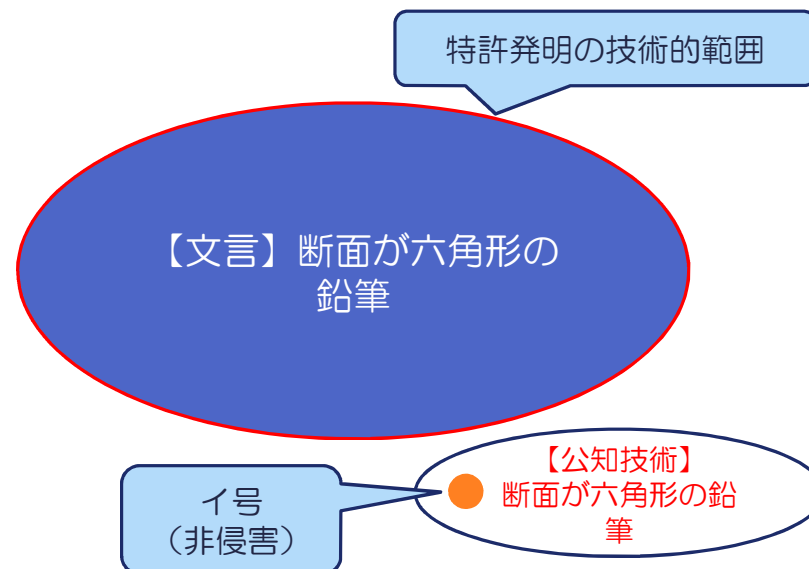 特許発明の技術的範囲
【文言】断面が六角形の
鉛筆
【公知技術】
断面が六角形の鉛
筆
イ号
（非侵害）